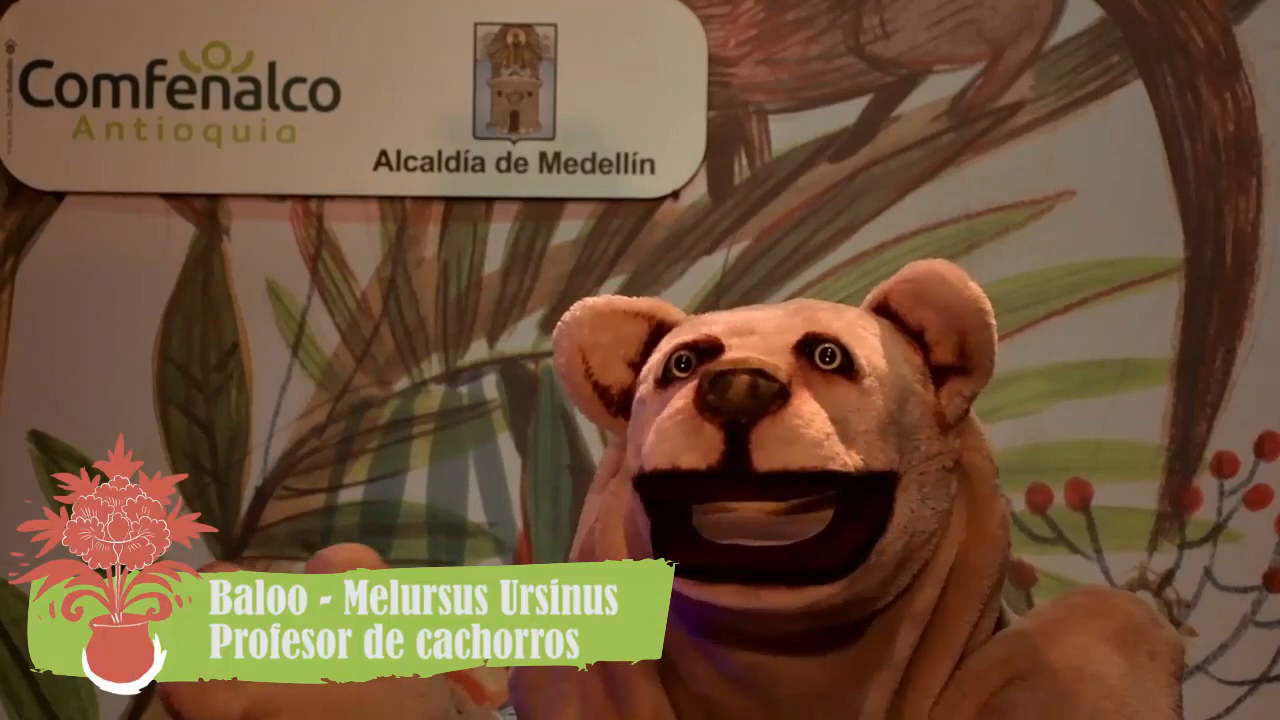 Comfenalco
Antioquia
Alcaldía de Medellín
Baloo - Melursus Ursinus
Profesor de cachorros